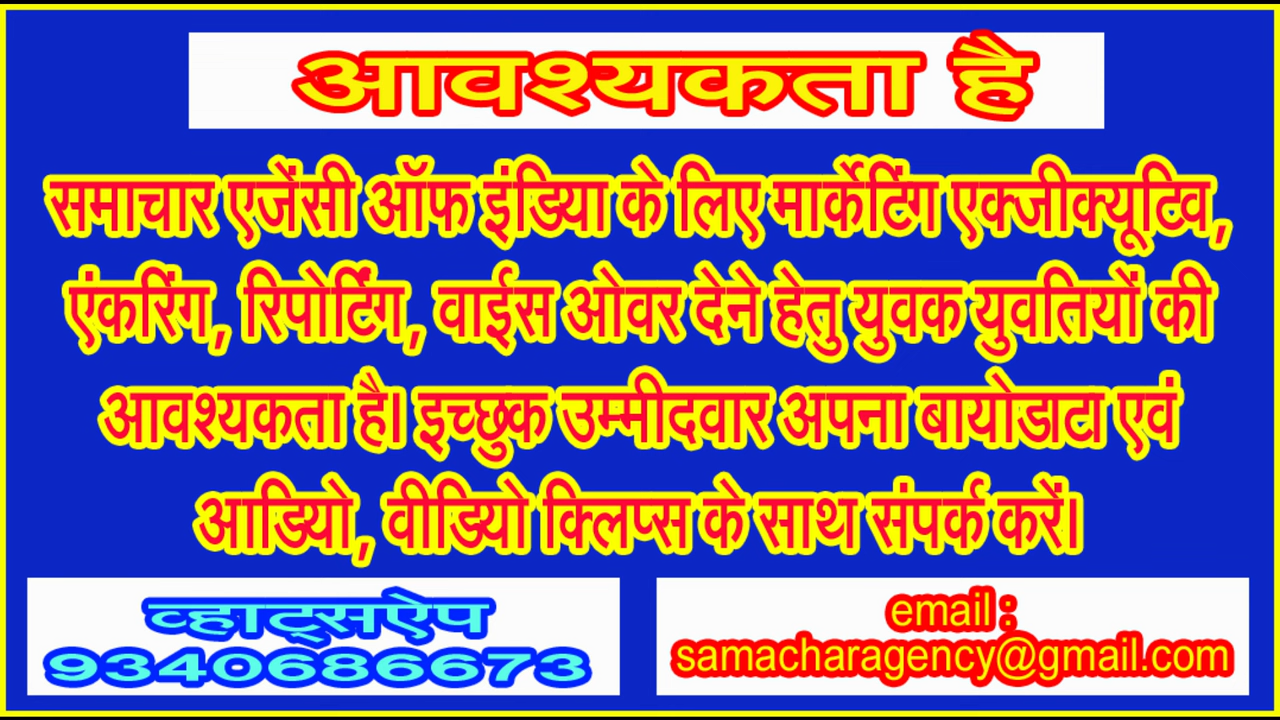 आवश्यकता है
समाचार एजेंसी ऑफ इंडिया के लिए मार्केटिंग एक्जीक्यूटिव,
एंकरिंग, रिपोर्टिंग, वाईस ओवर देने हेतु युवक युवतियों की
आवश्यकता है। इच्छुक उम्मीदवार अपना बायोडाटा एवं
आडियो, वीडियो क्लिप्स के साथ संपर्क करें।
व्हाट्सऐप
9340686673
email :
samacharagency@gmail.com